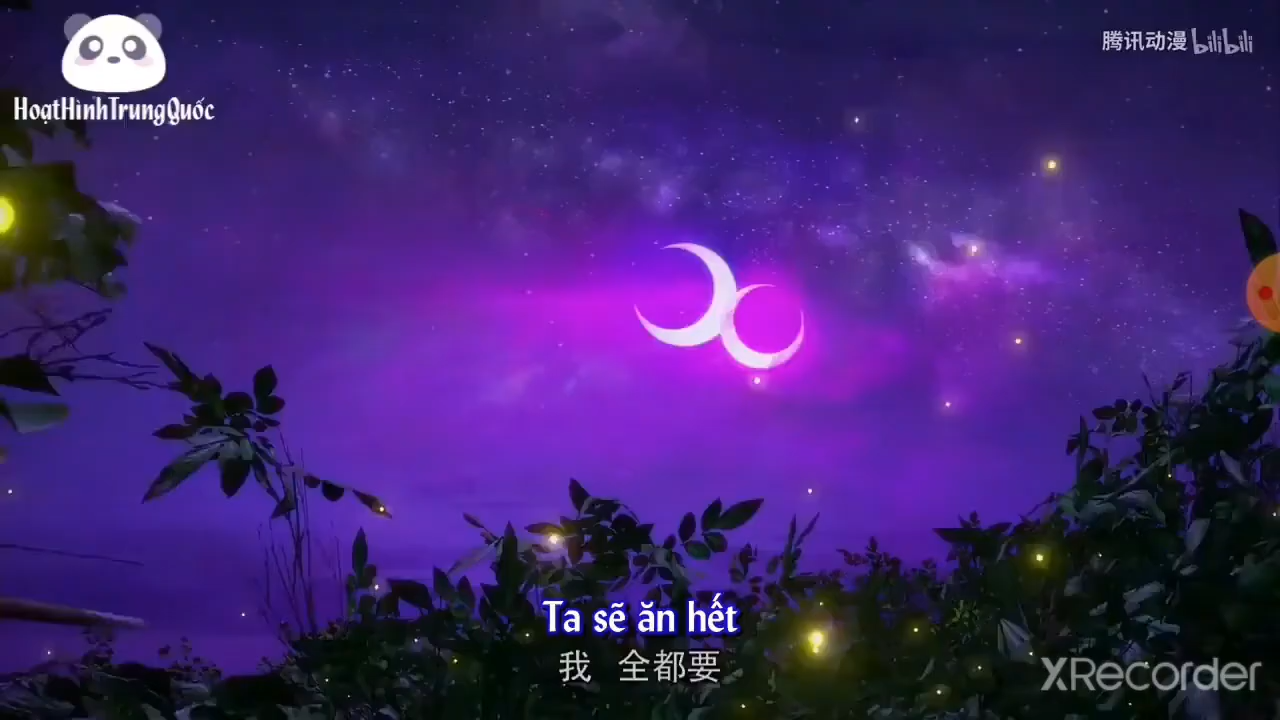 腾讯动漫 bilibili
HoạtHìnhTrungQuốc
Ta sẽ ăn hết
我 全都要
XRecorder